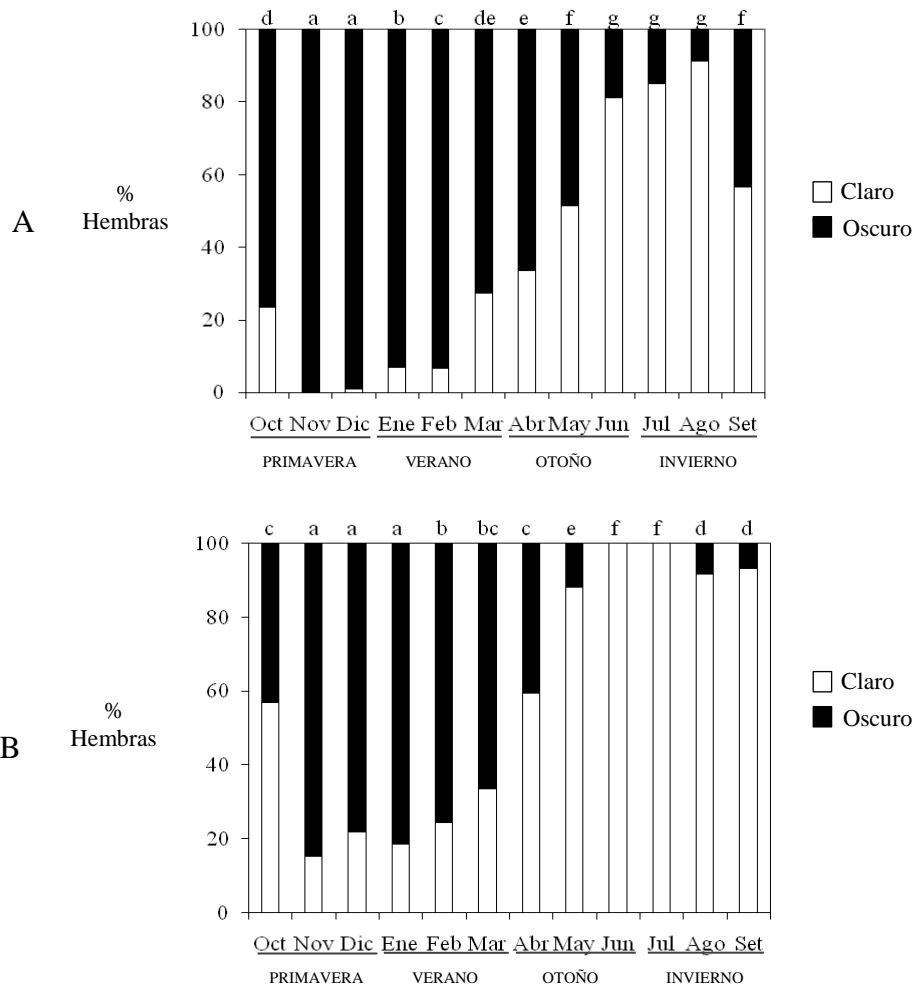 d a a b c de e f g g g f
100
80
60
40
20
0
A
%
Hembras
Claro
Oscuro
Oct Nov Dic Ene Feb Mar Abr May Jun Jul Ago Set
PRIMAVERA VERANO OTOÑO INVIERNO
c a a a b bc c e f f d d
100
80
60
40
20
0
B
%
Hembras
Claro
Oscuro
Oct Nov Dic Ene Feb Mar Abr May Jun Jul Ago Set
PRIMAVERA VERANO OTOÑO INVIERNO